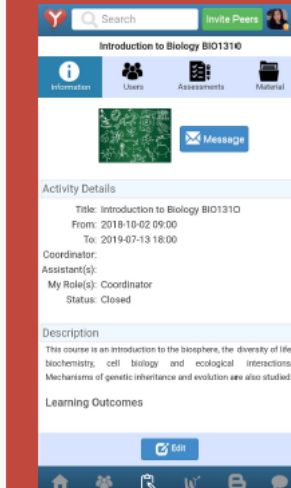 Search
Invite Peers
Introduction to Biology BIO1310
Information
Users
Assessments
Material
Message
Activity Details
Title: Introduction to Biology BIO1310
From: 2018-10-02 09:00
To: 2019-07-13 18:00
Coordinator:
Assistant(s):
My Role(s): Coordinator
Status: Closed
Description
This course is an introduction to the biosphere, the diversity of life
biochemistry, cell biology and ecological interactions
Mechanisms of genetic inheritance and evolution are also studied
Learning Outcomes
Edit